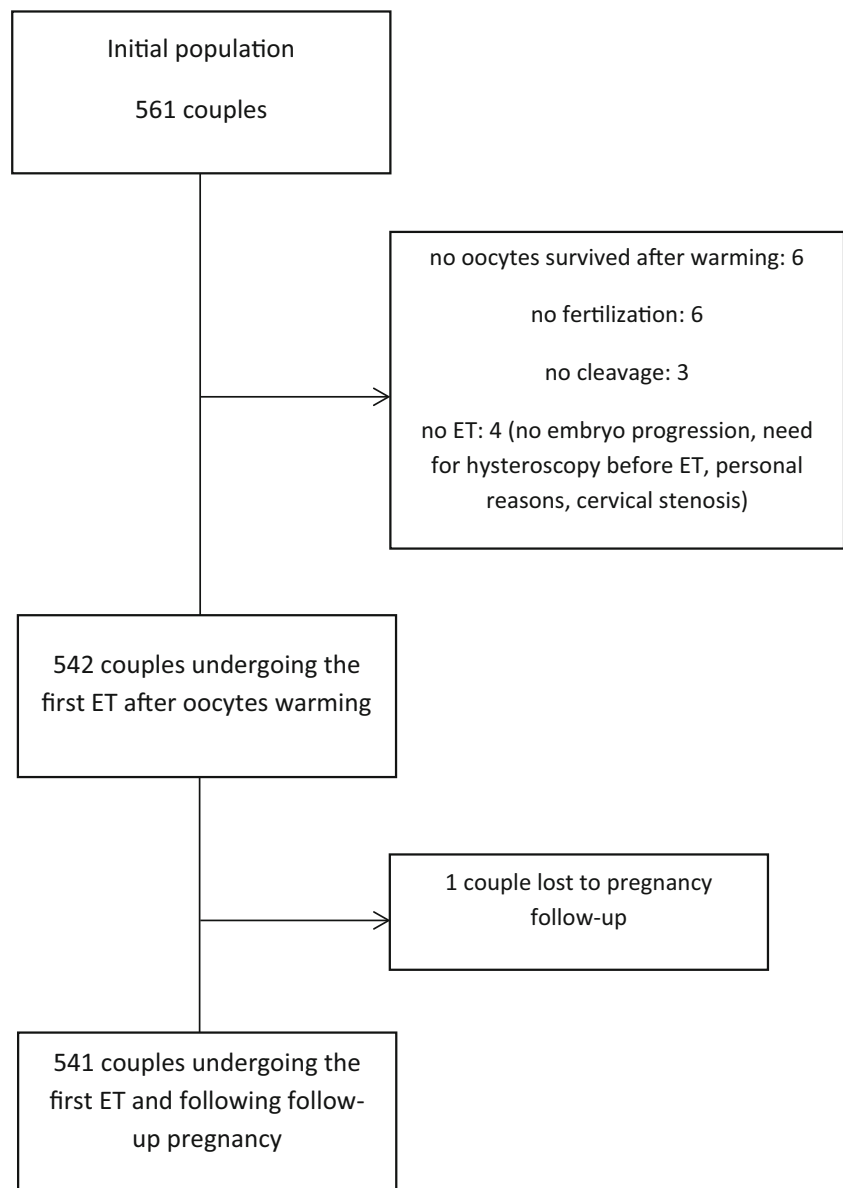 Initial population
561 couples
no oocytes survived after warming: 6
no fertilization: 6
no cleavage: 3
no ET: 4 (no embryo progression, need
for hysteroscopy before ET, personal
reasons, cervical stenosis)
542 couples undergoing the
first ET after oocytes warming
1 couple lost to pregnancy
follow-up
541 couples undergoing the
first ET and following follow-
up pregnancy